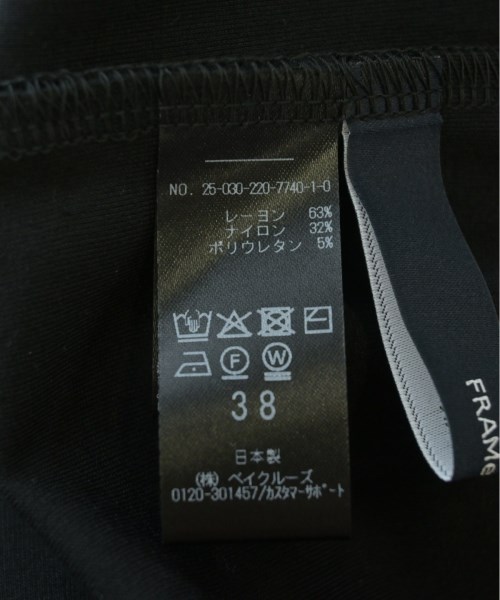 NO. 25-030-220-7740-1-0
レーヨン 63%
ナイロン 32%
ポリウレタン 5%
F W
38
日本製
(株) ベイクルーズ
0120-301457/カスタマーサポート
FRAM